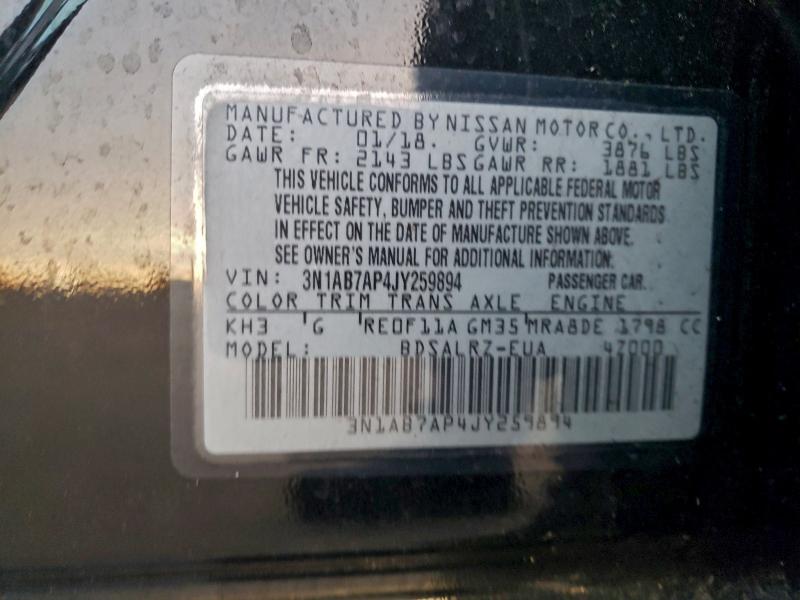 MANUFACTURED BY NISSAN MOTOR CO., LTD.
DATE: 01/18. GVWR: 3876 LBS
GAWR FR: 2143 LBS GAWR RR: 1881 LBS
THIS VEHICLE CONFORMS TO ALL APPLICABLE FEDERAL MOTOR
VEHICLE SAFETY, BUMPER AND THEFT PREVENTION STANDARDS
IN EFFECT ON THE DATE OF MANUFACTURE SHOWN ABOVE.
SEE OWNER'S MANUAL FOR ADDITIONAL INFORMATION.
VIN: 3N1AB7AP4JY259894 PASSENGER CAR
COLOR TRIM TRANS AXLE ENGINE
KH3 G RE0F11A GM35 MRA8DE 1798 CC
MODEL: BDSALRZ-EUA 4Z000
3N1AB7AP4JY259894